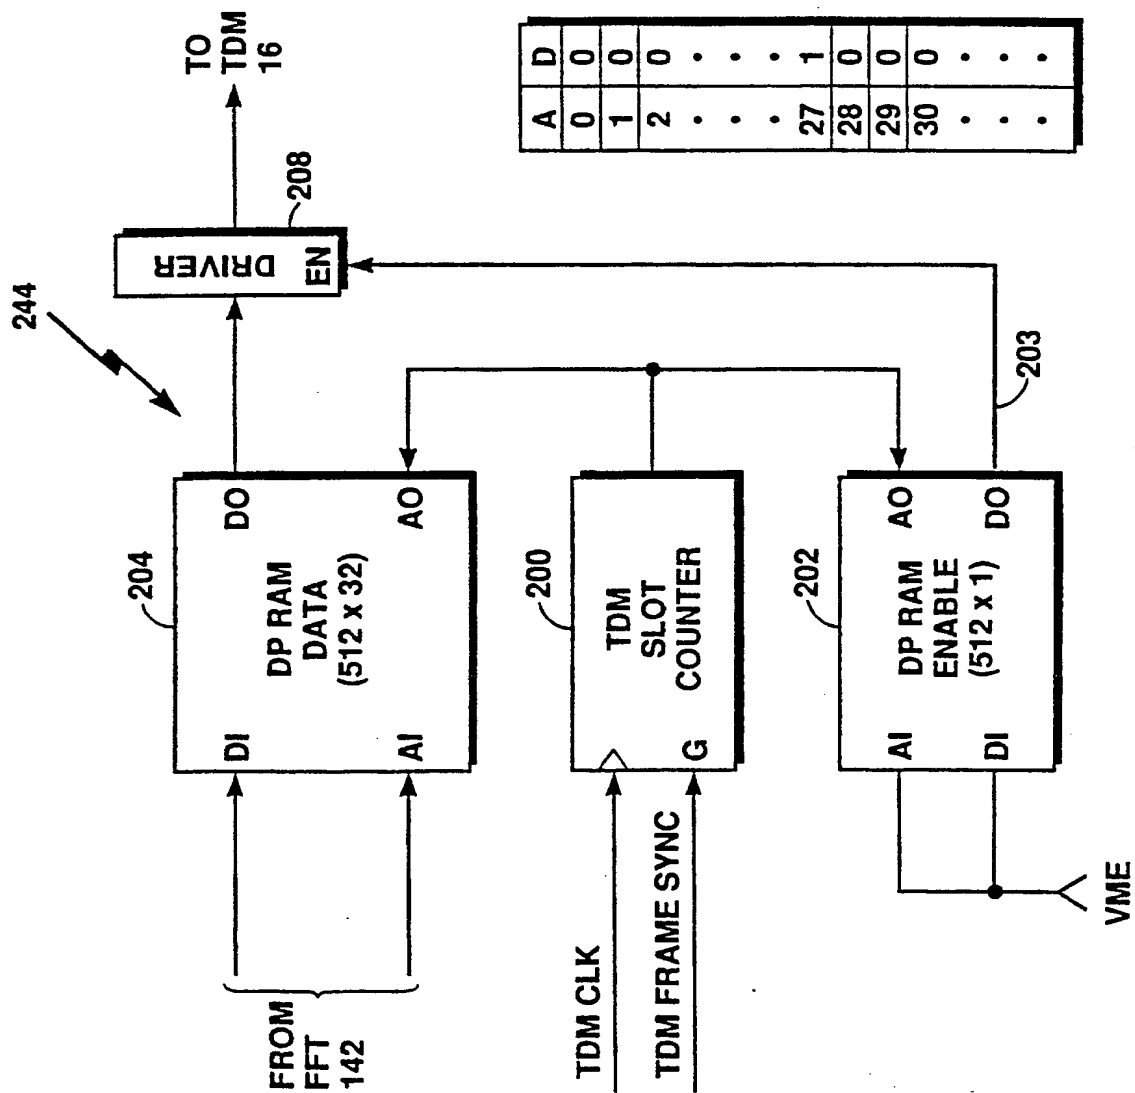 244
FROM
FFT
142
DI
AI
DP RAM
DATA
(512 x 32)
DO
AO
204
DRIVER
EN
208
TO
TDM
16
TDM CLK
TDM FRAME SYNC
G
TDM
SLOT
COUNTER
200
VME
AI
DI
DP RAM
ENABLE
(512 x 1)
AO
DO
202
203
A D
0 0
1 0
2 0
• •
• •
• •
27 1
28 0
29 0
30 0
• •
• •
• •